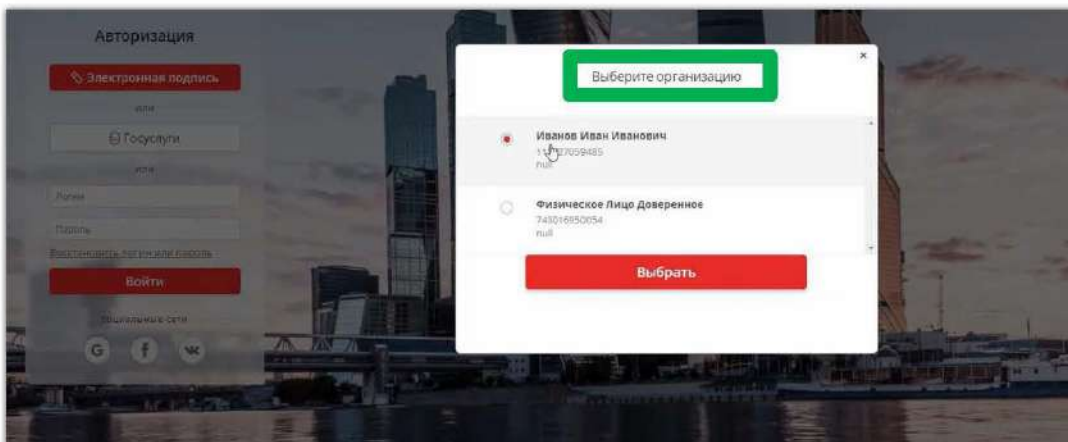 Авторизация
Электронная подпись
или
Госуслуги
или
Логин
Пароль
Восстановить логин или пароль
Войти
социальные сети
G f
Выберите организацию
×
Иванов Иван Иванович
null
Физическое Лицо Доверенное
743016950054
null
Выбрать